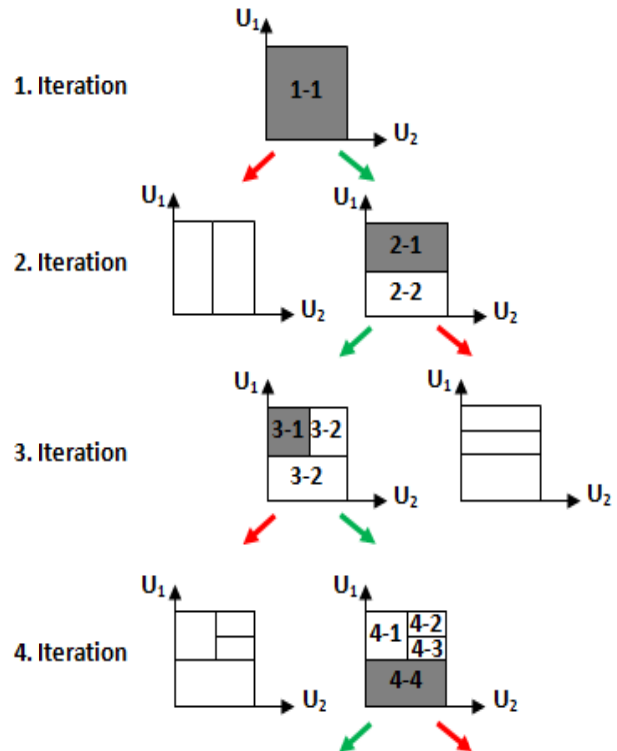 U₁
1. Iteration
1-1
U₂
U₁
U₁
2. Iteration
2-1
2-2
U₂
U₂
U₁
U₁
3. Iteration
3-1 3-2
3-2
U₂
U₂
U₁
U₁
4. Iteration
4-1
4-2
4-3
4-4
U₂
U₂